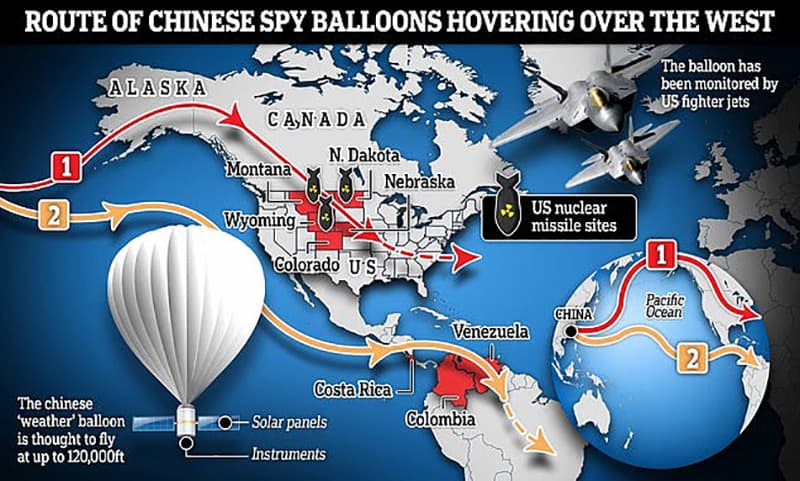 ROUTE OF CHINESE SPY BALLOONS HOVERING OVER THE WEST
The balloon has
been monitored by
US fighter jets
ALASKA
CANADA
1
N. Dakota
Montana
Nebraska
2
Wyoming
US nuclear
missile sites
Colorado
US
1
CHINA
Pacific
Ocean
2
Venezuela
Costa Rica
Colombia
The chinese
'weather' balloon
is thought to fly
at up to 120,000ft
Solar panels
Instruments